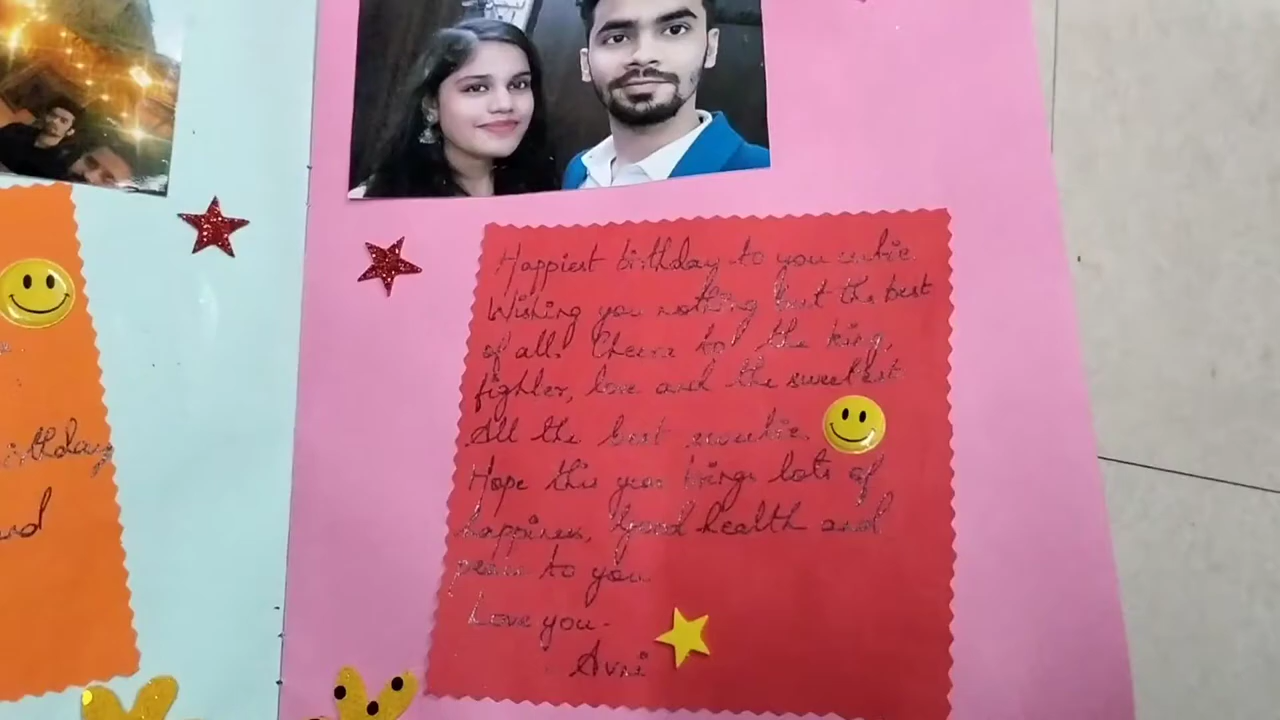 irthday
nd
Happiest birthday to you cutie
Wishing you nothing but the best
of all. Cheers to the king,
fighter, love and the sweetest
All the best
Hope this year brings lots of
happiness, good health and
peace to you
Love you-
Avni